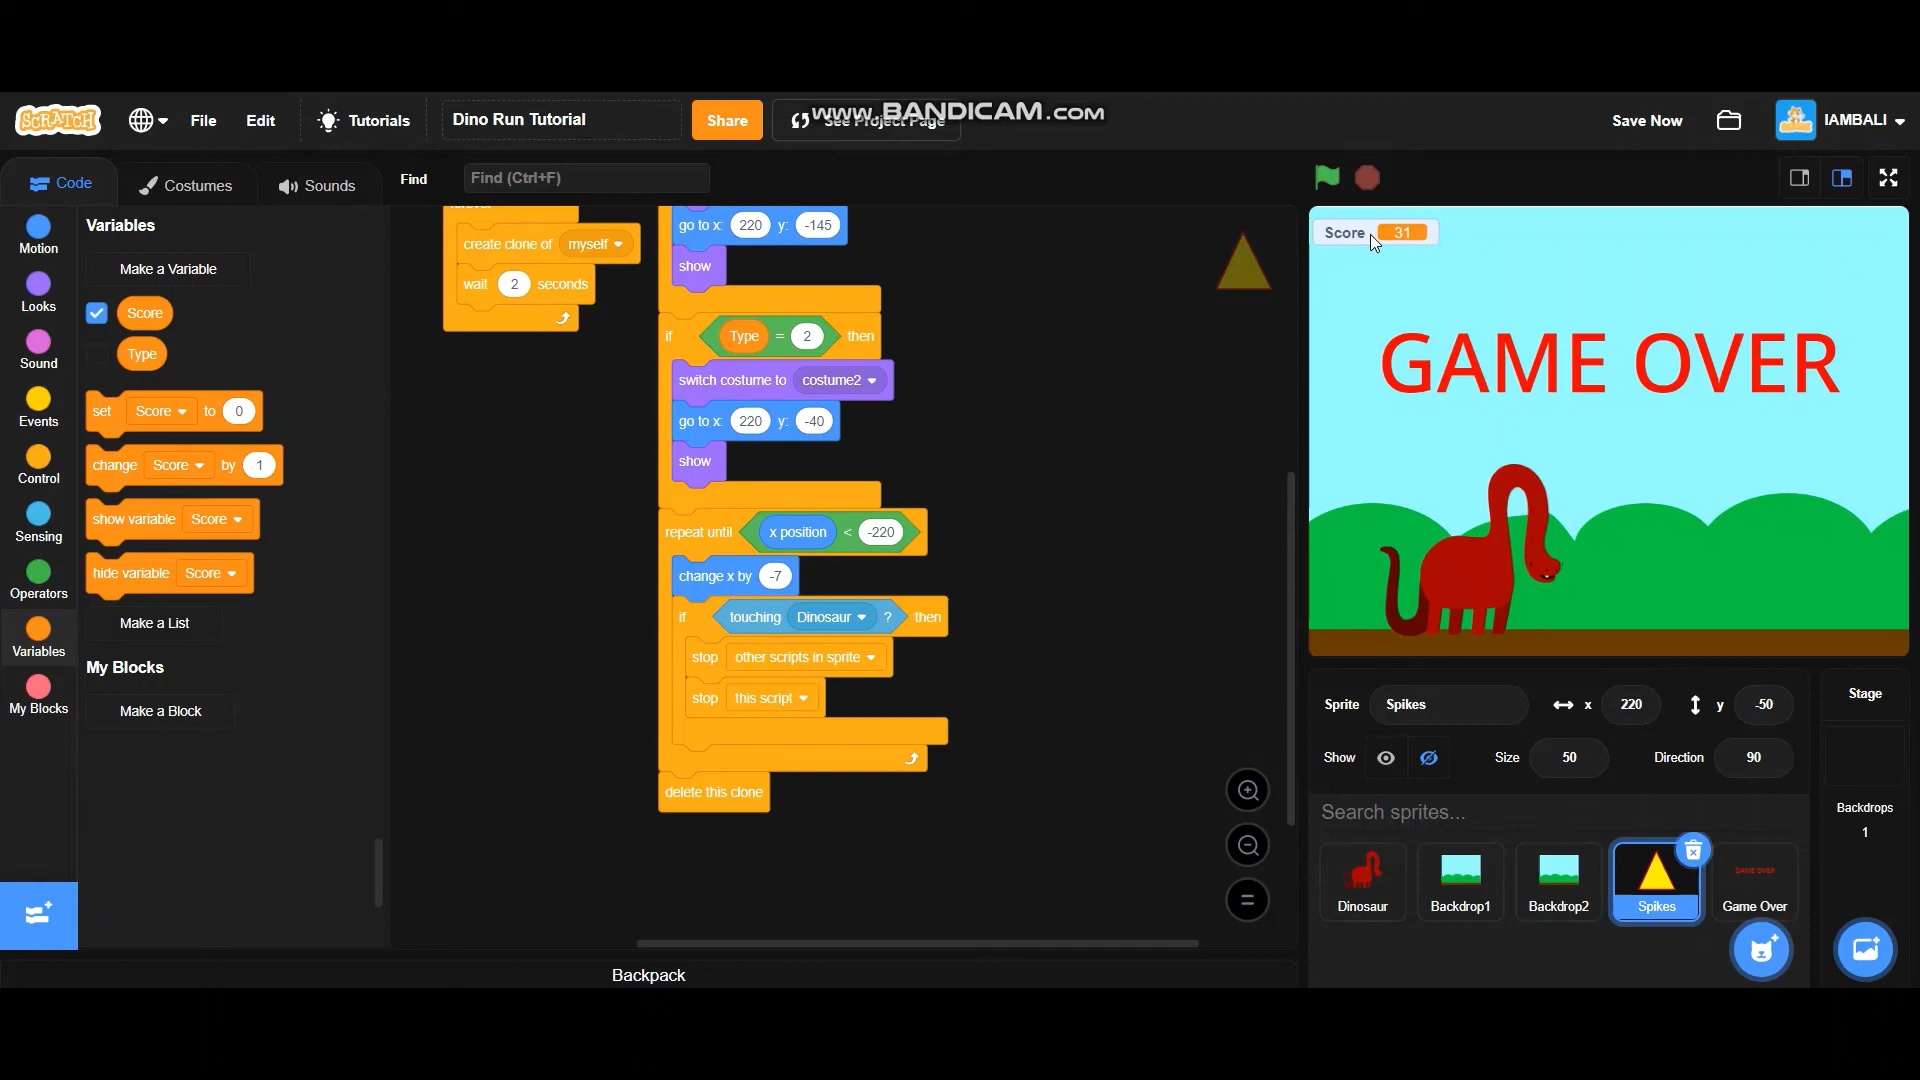 www.BANDICAM.com
SCRATCH
File
Edit
Tutorials
Dino Run Tutorial
Share
See Project Page
Save Now
IAMBALI
Code
Costumes
Sounds
Find
Find (Ctrl+F)
Motion
Looks
Sound
Events
Control
Sensing
Operators
Variables
My Blocks
Variables
Make a Variable
Score
Type
set Score to 0
change Score by 1
show variable Score
hide variable Score
Make a List
My Blocks
Make a Block
forever
create clone of myself
wait 2 seconds
go to x: 220 y: -145
show
if Type = 2 then
switch costume to costume2
go to x: 220 y: -40
show
repeat until x position < -220
change x by -7
if touching Dinosaur ? then
stop other scripts in sprite
stop this script
delete this clone
Backpack
Score 31
GAME OVER
Sprite Spikes x 220 y -50
Show Size 50 Direction 90
Search sprites...
Dinosaur
Backdrop1
Backdrop2
Spikes
GAME OVER
Game Over
Stage
Backdrops
1